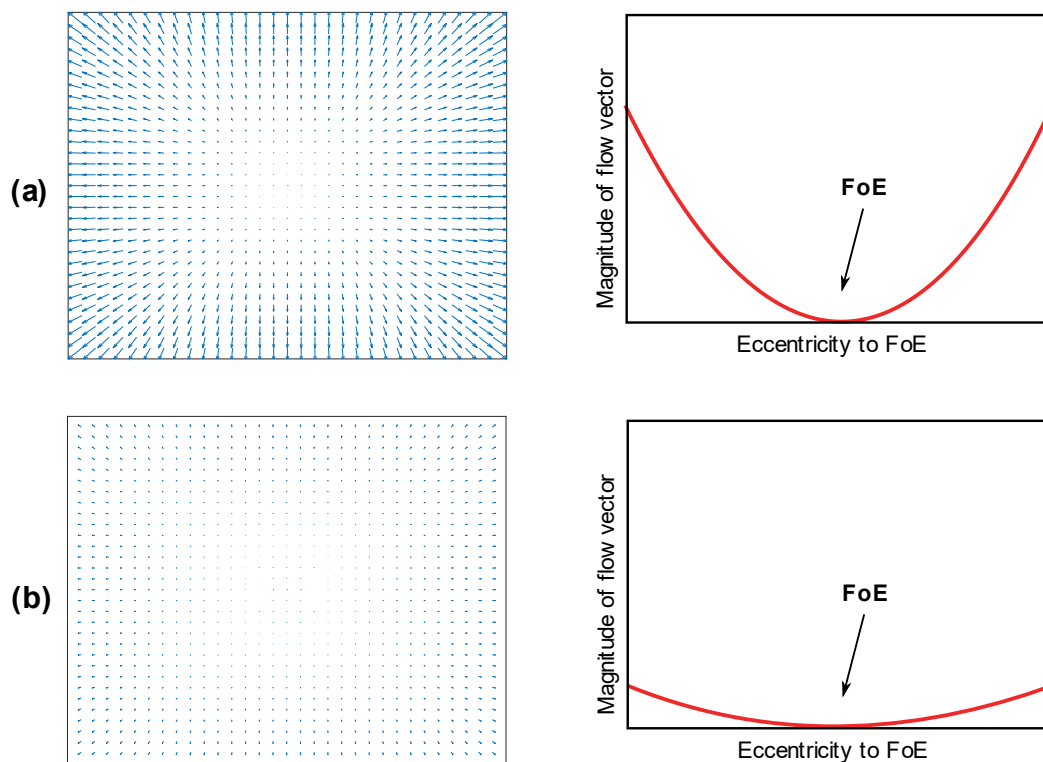 (a)
Magnitude of flow vector
FoE
Eccentricity to FoE
(b)
Magnitude of flow vector
FoE
Eccentricity to FoE